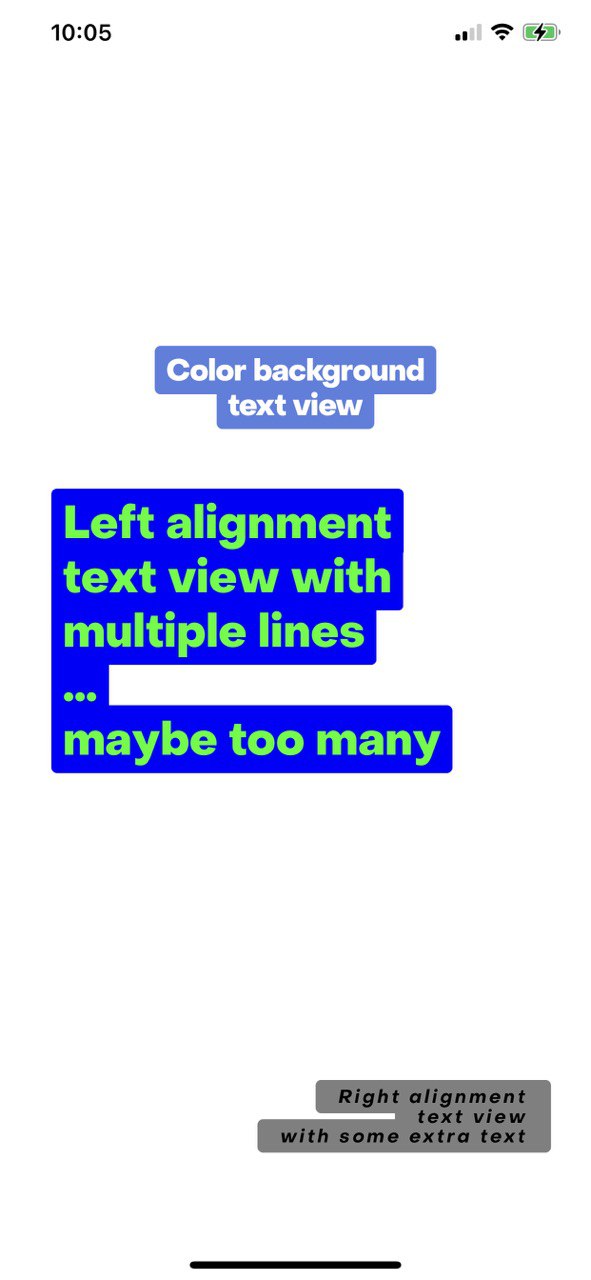 10:05
Color background
text view
Left alignment
text view with
multiple lines
...
maybe too many
Right alignment
text view
with some extra text